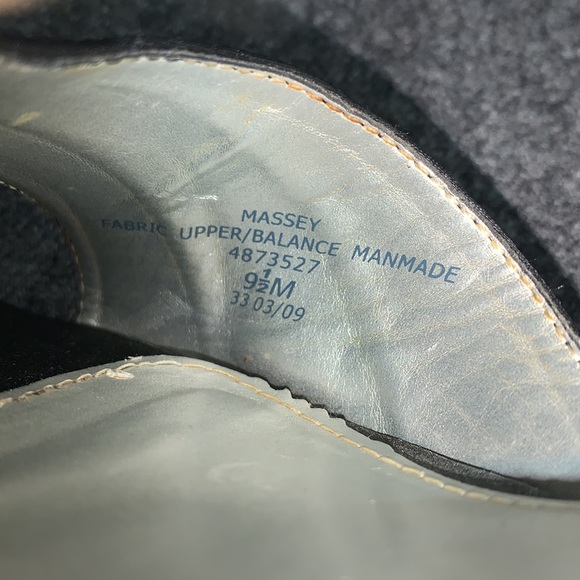 MASSEY
FABRIC UPPER/BALANCE MANMADE
4873527
9½M
33 03/09